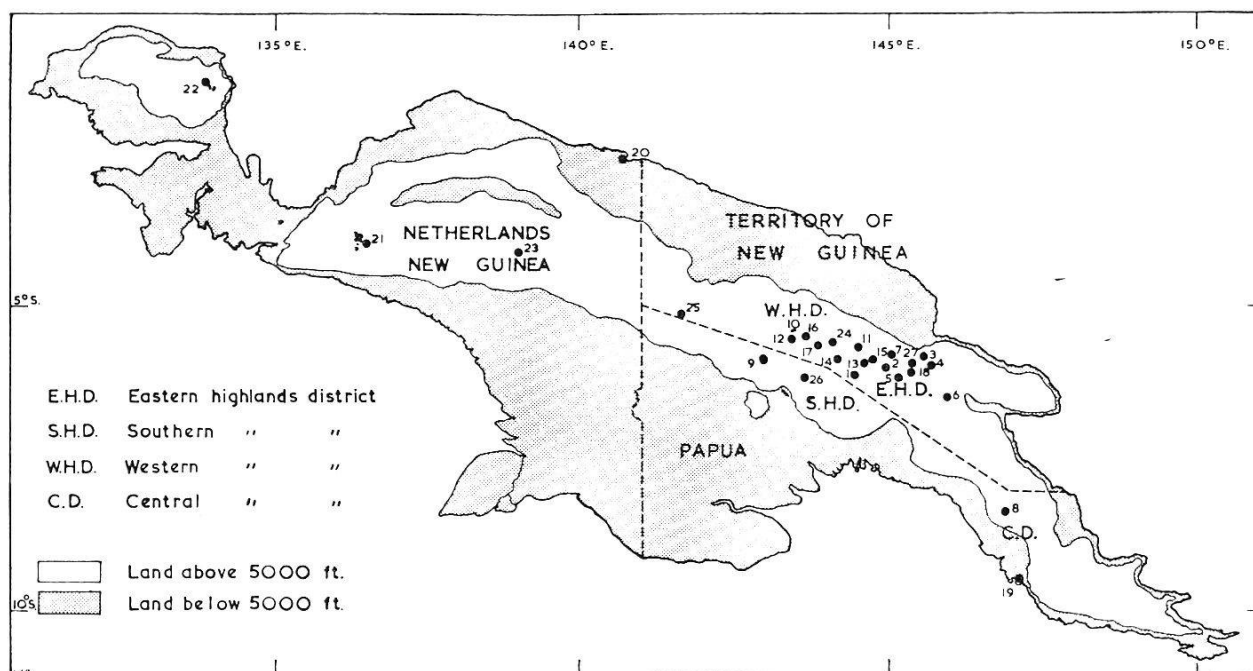 135°E. 140°E. 145°E. 150°E.
22
20
TERRITORY OF
NEW GUINEA
NETHERLANDS
NEW GUINEA
21
23
5°S.
25
W.H.D.
10 16
12 17 24 11
9 14 15 7 27 3
13 2 4
1 5 18
26 E.H.D. 6
S.H.D.
PAPUA
E.H.D. Eastern highlands district
S.H.D. Southern " "
W.H.D. Western " "
C.D. Central " "
8
C.D.
Land above 5000 ft.
Land below 5000 ft.
10°S.
19